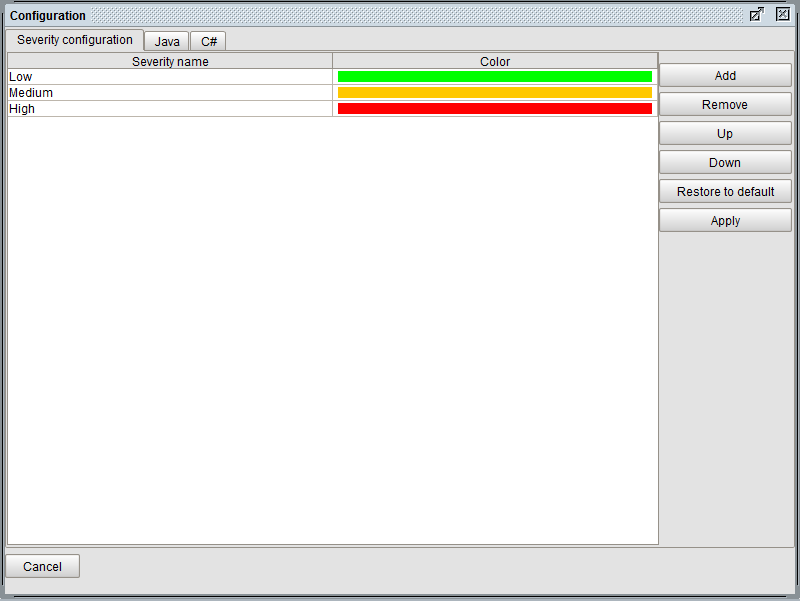 Configuration
Severity configuration Java C#
Severity name Color
Low
Medium
High
Add
Remove
Up
Down
Restore to default
Apply
Cancel